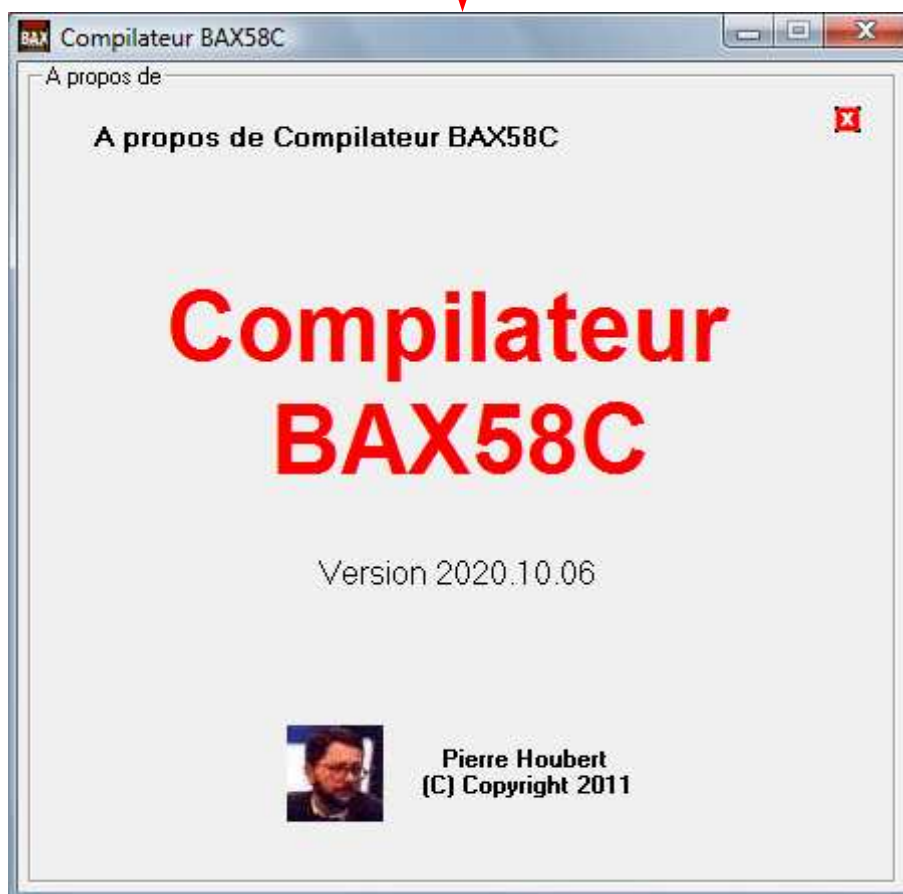 BAX Compilateur BAX58C
A propos de
A propos de Compilateur BAX58C
Compilateur
BAX58C
Version 2020.10.06
Pierre Houbert
(C) Copyright 2011